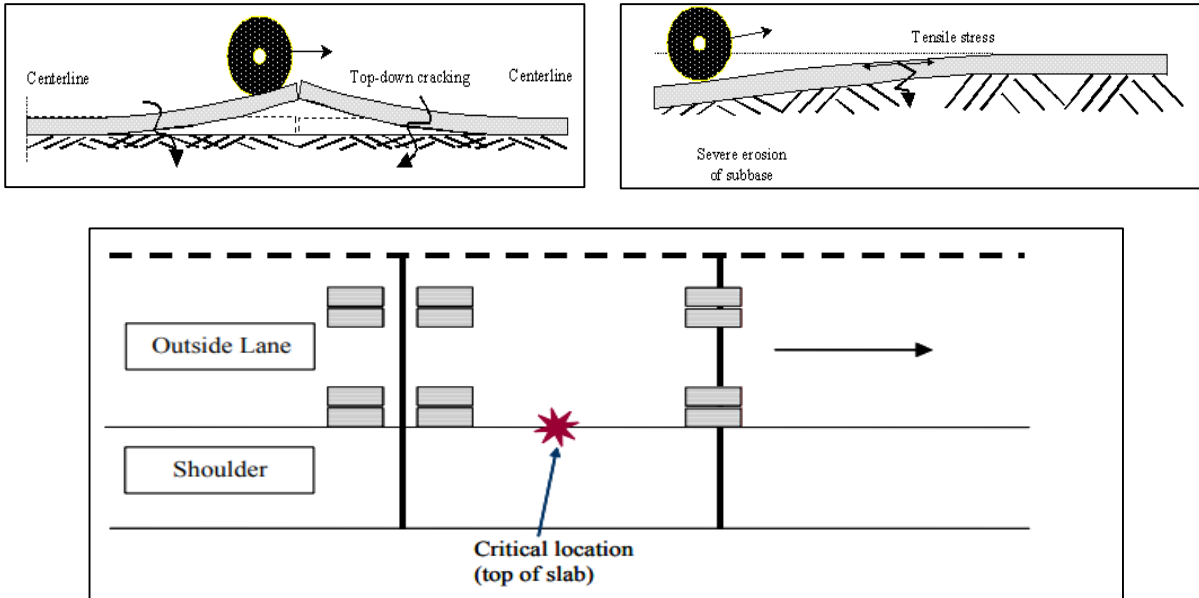 Centerline
Top-down cracking
Centerline
Tensile stress
Severe erosion
of subbase
Outside Lane
Shoulder
Critical location
(top of slab)